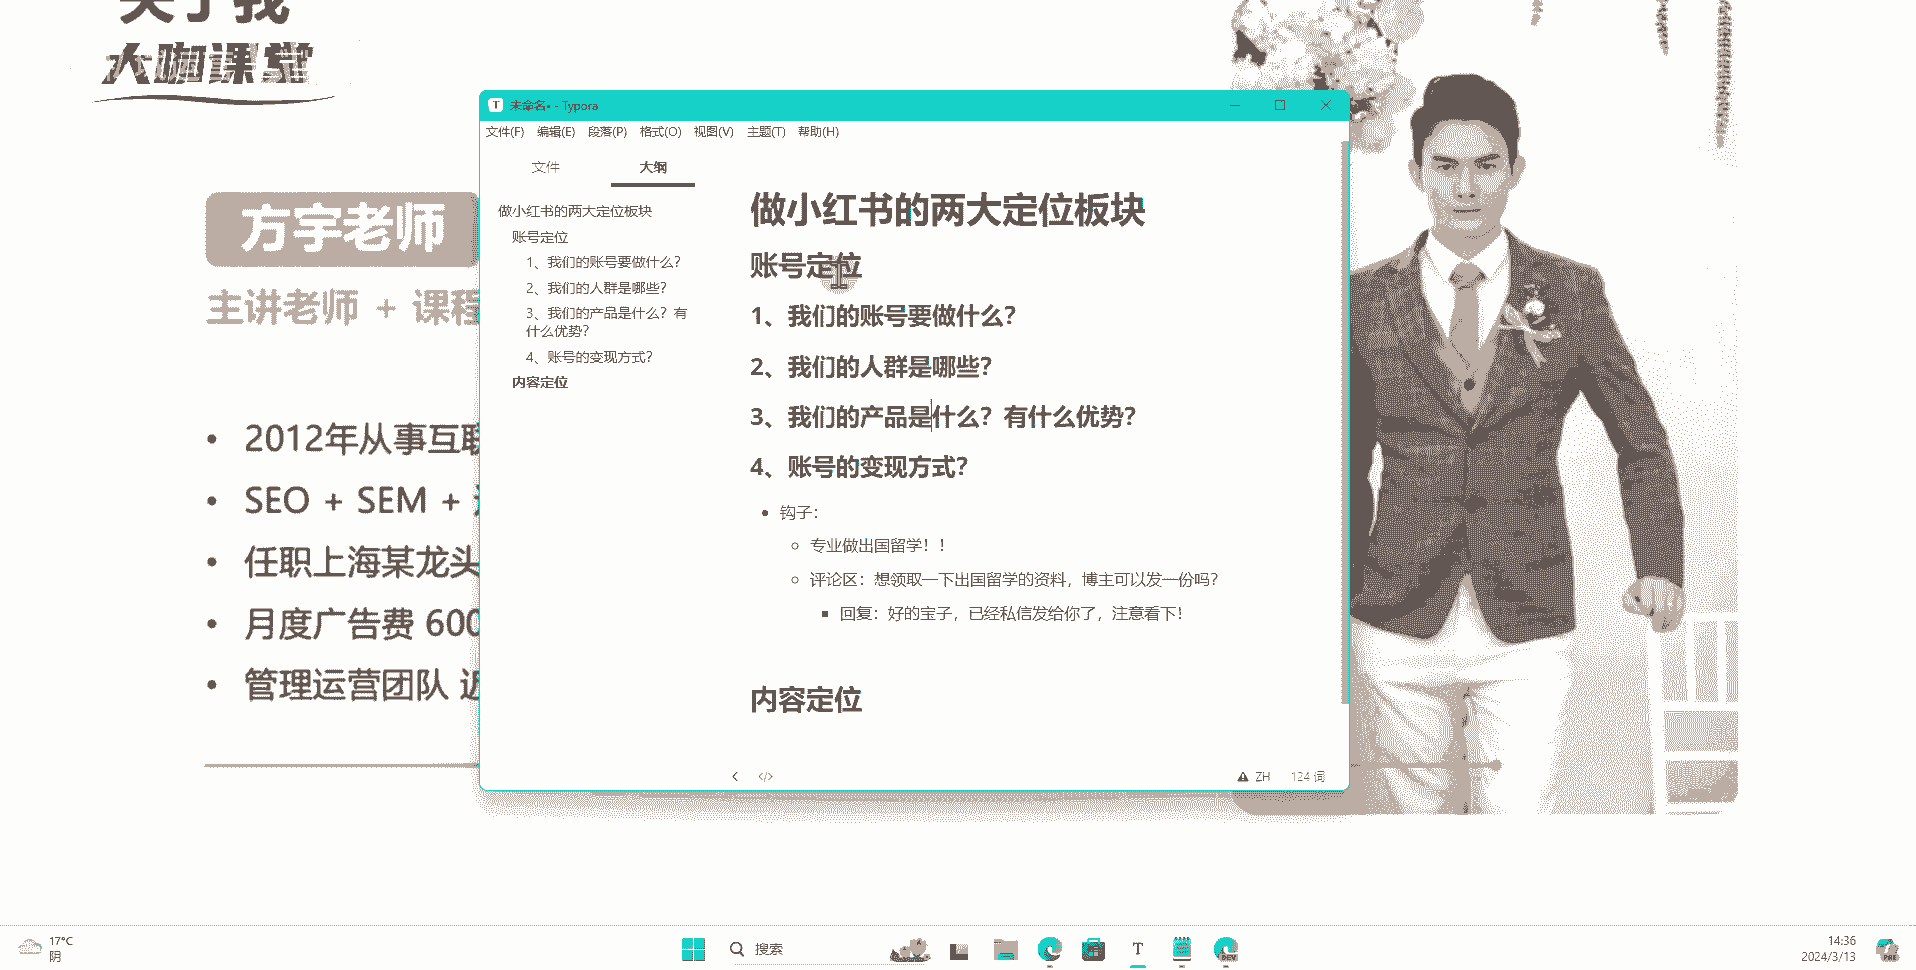 关于我
大咖课堂
方宇老师
主讲老师 + 课程
2012年从事互联
SEO + SEM +
任职上海某龙头
月度广告费 600
管理运营团队 近
未命名• - Typora
文件(F) 编辑(E) 段落(P) 格式(O) 视图(V) 主题(T) 帮助(H)
文件 大纲
做小红书的两大定位板块
账号定位
1、我们的账号要做什么？
2、我们的人群是哪些？
3、我们的产品是什么？有
什么优势？
4、账号的变现方式？
内容定位
做小红书的两大定位板块
账号定位
1、我们的账号要做什么？
2、我们的人群是哪些？
3、我们的产品是什么？有什么优势？
4、账号的变现方式？
钩子：
专业做出国留学！！
评论区：想领取一下出国留学的资料，博主可以发一份吗？
回复：好的宝子，已经私信发给你了，注意看下！
内容定位
ZH 124 词
17°C
阴
搜索
14:36
2024/3/13